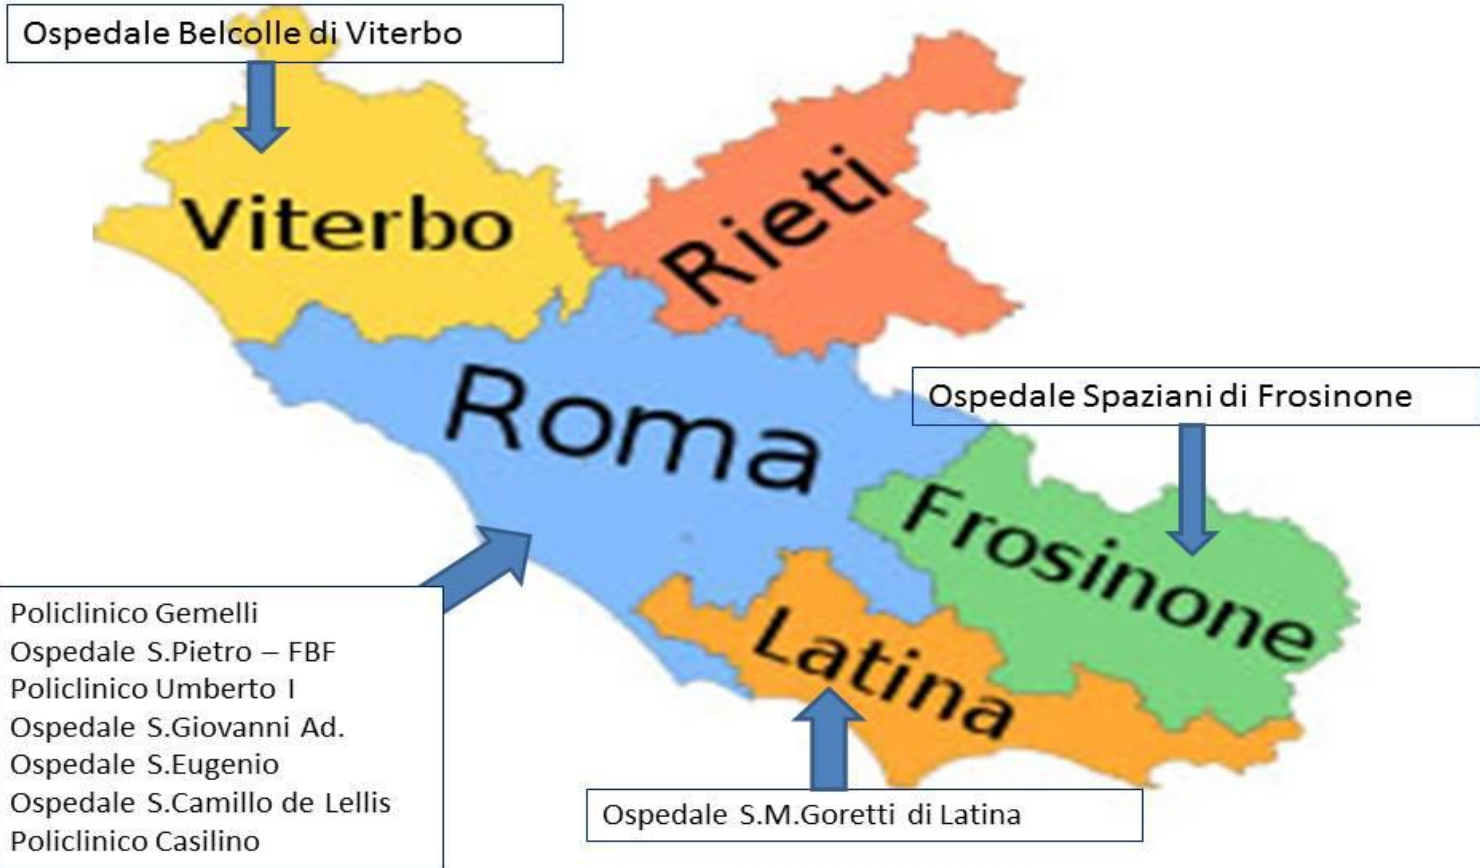 Ospedale Belcolle di Viterbo
Viterbo
Rieti
Roma
Ospedale Spaziani di Frosinone
Frosinone
Latina
Policlinico Gemelli
Ospedale S.Pietro – FBF
Policlinico Umberto I
Ospedale S.Giovanni Ad.
Ospedale S.Eugenio
Ospedale S.Camillo de Lellis
Policlinico Casilino
Ospedale S.M.Goretti di Latina